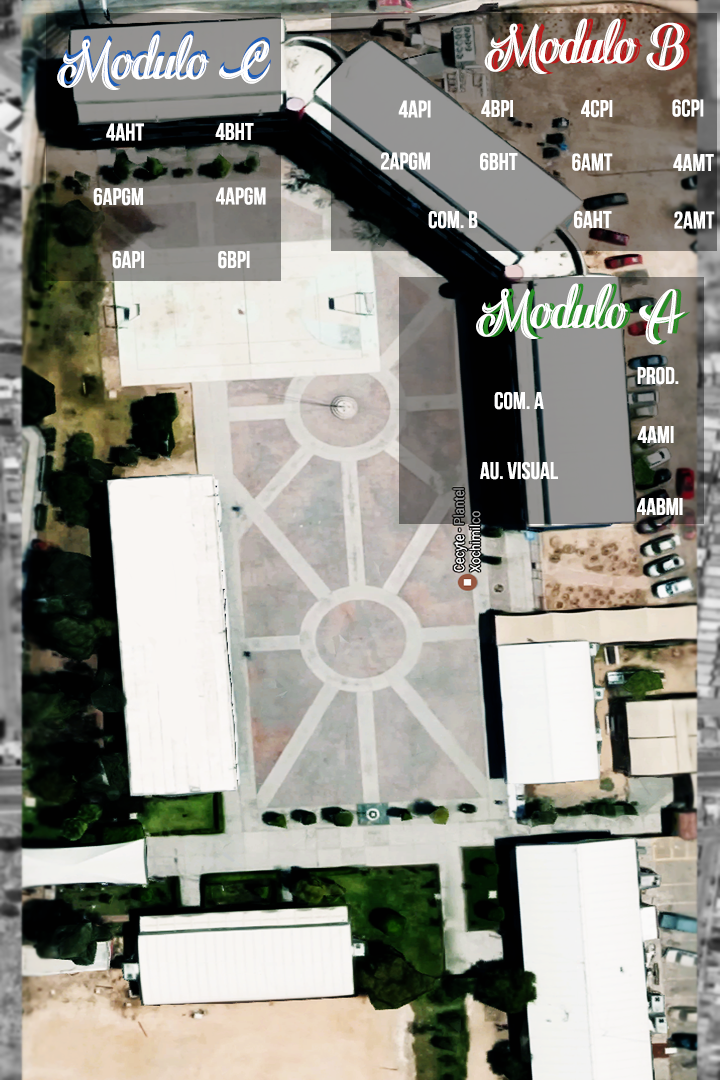 Modulo C
4AHT 4BHT
6APGM 4APGM
6API 6BPI
Modulo B
4API 4BPI 4CPI 6CPI
2APGM 6BHT 6AMT 4AMT
COM. B 6AHT 2AMT
Modulo A
PROD.
COM. A
4AMI
AU. VISUAL
4ABMI
Cecyte - Plantel
Xochimilco